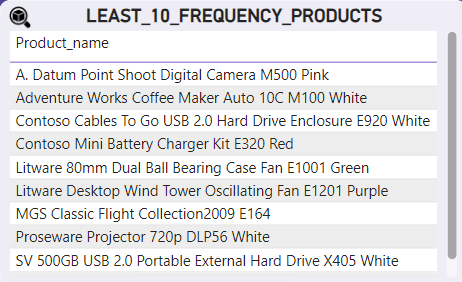 LEAST_10_FREQUENCY_PRODUCTS
Product_name
A. Datum Point Shoot Digital Camera M500 Pink
Adventure Works Coffee Maker Auto 10C M100 White
Contoso Cables To Go USB 2.0 Hard Drive Enclosure E920 White
Contoso Mini Battery Charger Kit E320 Red
Litware 80mm Dual Ball Bearing Case Fan E1001 Green
Litware Desktop Wind Tower Oscillating Fan E1201 Purple
MGS Classic Flight Collection2009 E164
Proseware Projector 720p DLP56 White
SV 500GB USB 2.0 Portable External Hard Drive X405 White